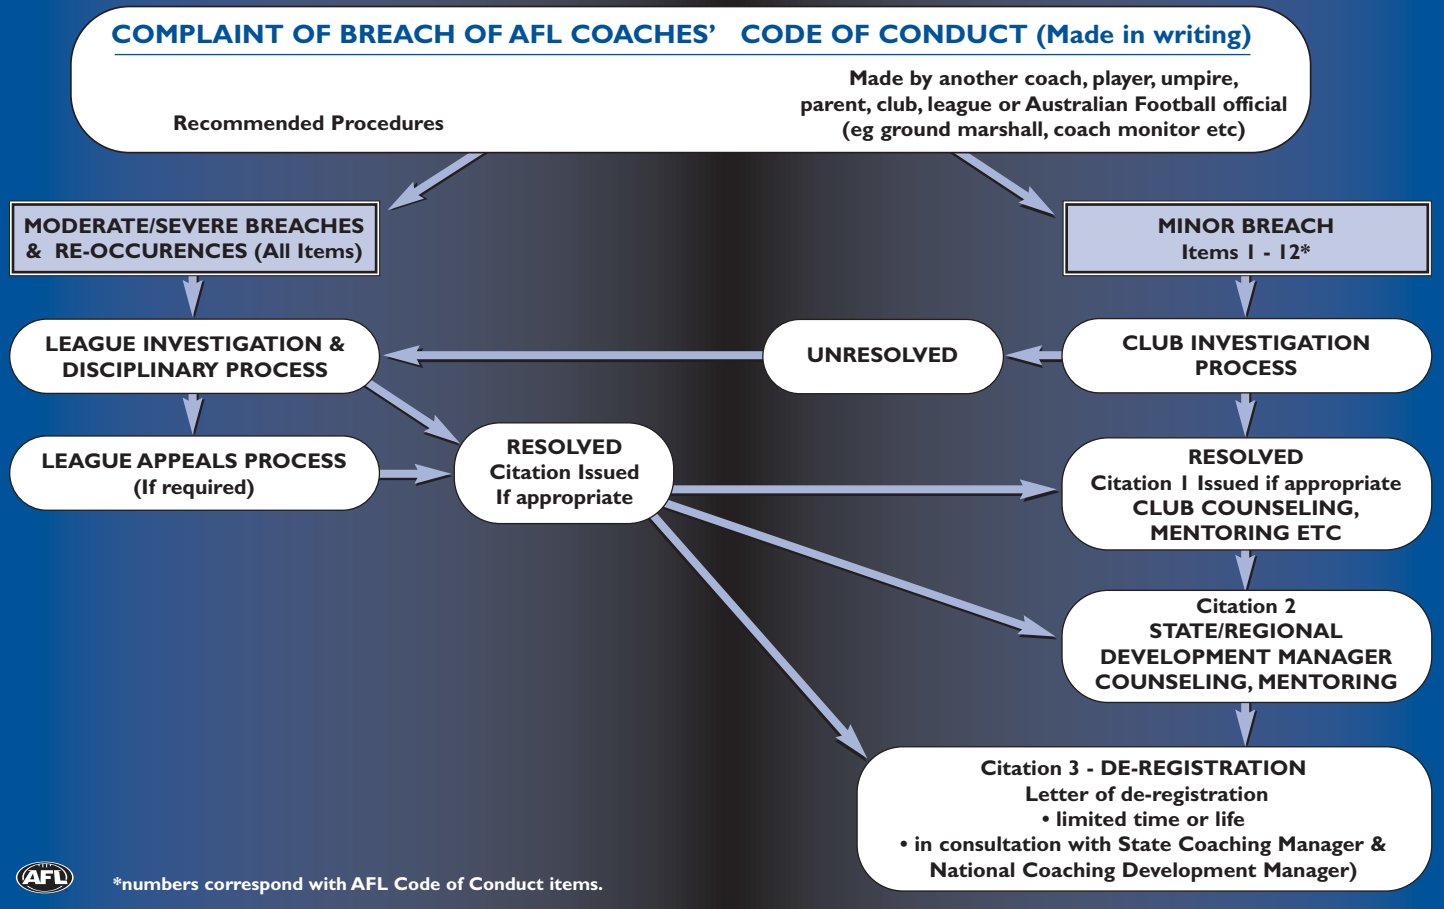 COMPLAINT OF BREACH OF AFL COACHES’ CODE OF CONDUCT (Made in writing)
Recommended Procedures
Made by another coach, player, umpire,
parent, club, league or Australian Football official
(eg ground marshall, coach monitor etc)
MODERATE/SEVERE BREACHES
& RE-OCCURENCES (All Items)
MINOR BREACH
Items 1 - 12*
LEAGUE INVESTIGATION &
DISCIPLINARY PROCESS
UNRESOLVED
CLUB INVESTIGATION
PROCESS
LEAGUE APPEALS PROCESS
(If required)
RESOLVED
Citation Issued
If appropriate
RESOLVED
Citation 1 Issued if appropriate
CLUB COUNSELING,
MENTORING ETC
Citation 2
STATE/REGIONAL
DEVELOPMENT MANAGER
COUNSELING, MENTORING
Citation 3 - DE-REGISTRATION
Letter of de-registration
• limited time or life
• in consultation with State Coaching Manager &
National Coaching Development Manager)
AFL
*numbers correspond with AFL Code of Conduct items.